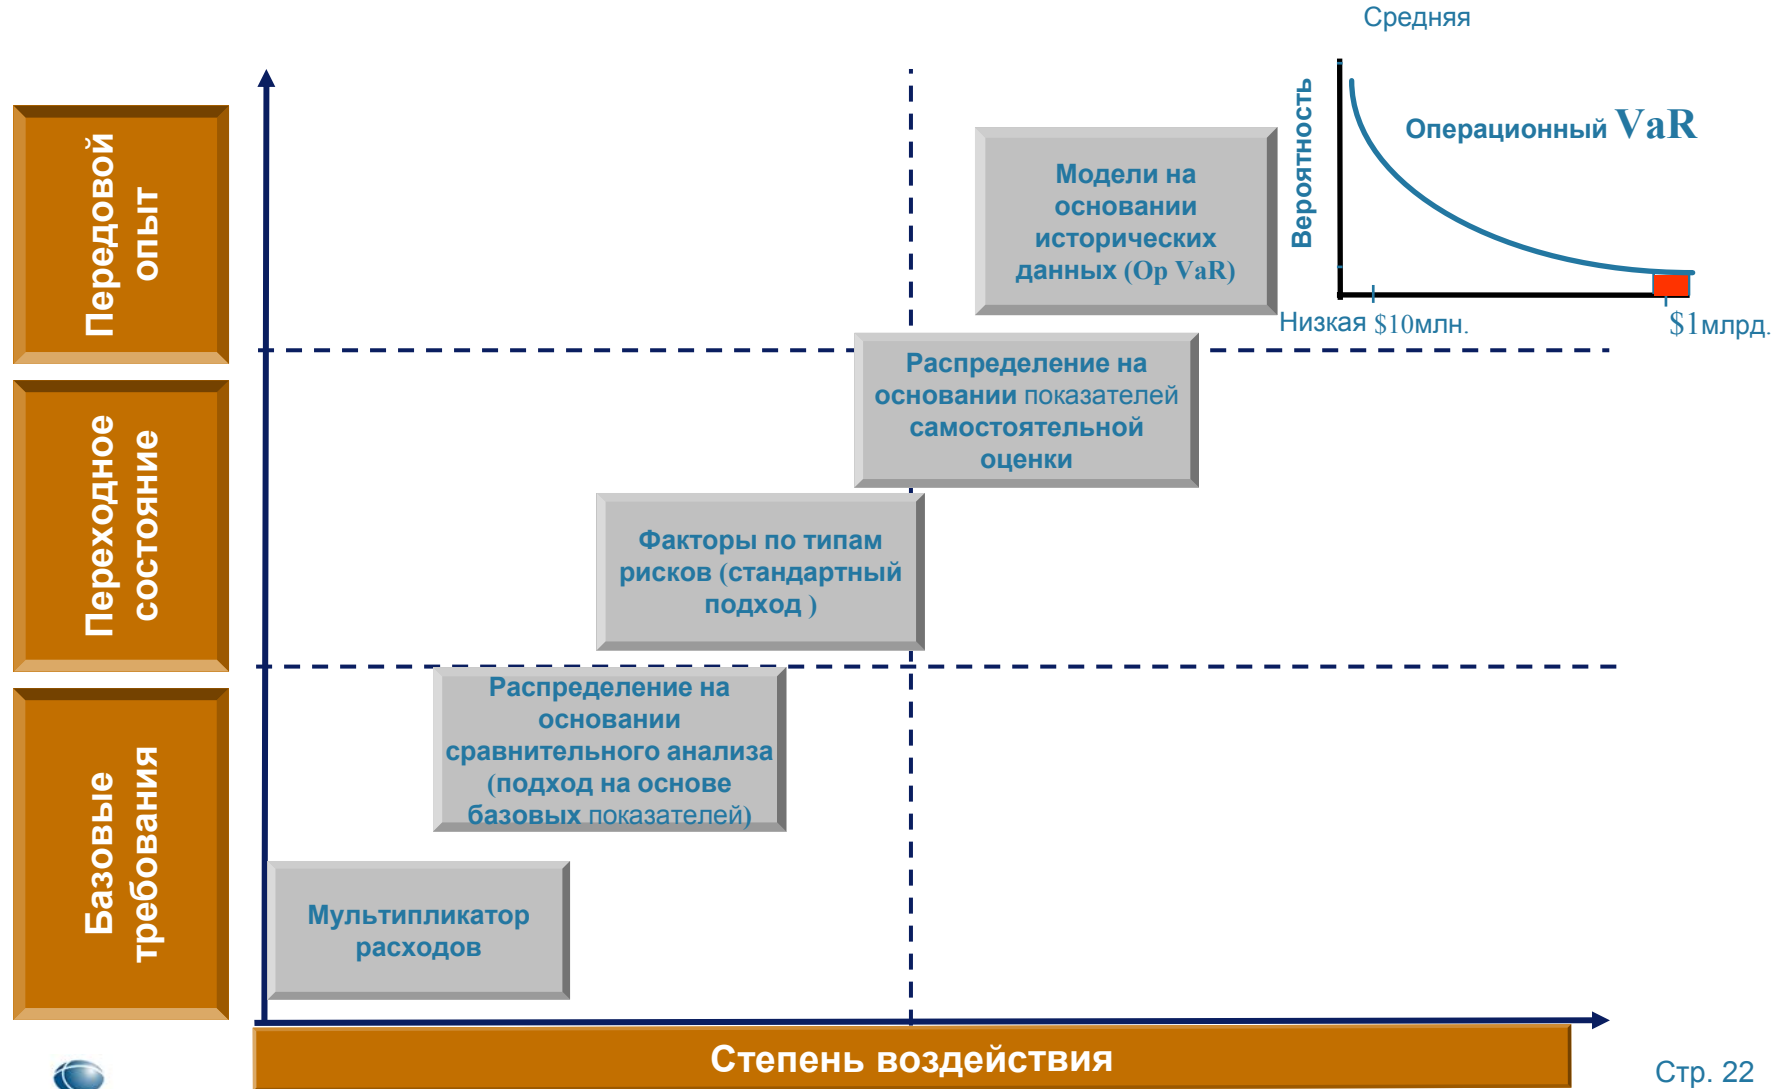 Средняя
Передовой
опыт
Модели на
основании
исторических
данных (Op VaR)
Вероятность
Операционный VaR
Низкая $10млн.
$1млрд.
Переходное
состояние
Распределение на
основании показателей
самостоятельной
оценки
Факторы по типам
рисков (стандартный
подход )
Базовые
требования
Распределение на
основании
сравнительного анализа
(подход на основе
базовых показателей)
Мультипликатор
расходов
Степень воздействия
Стр. 22